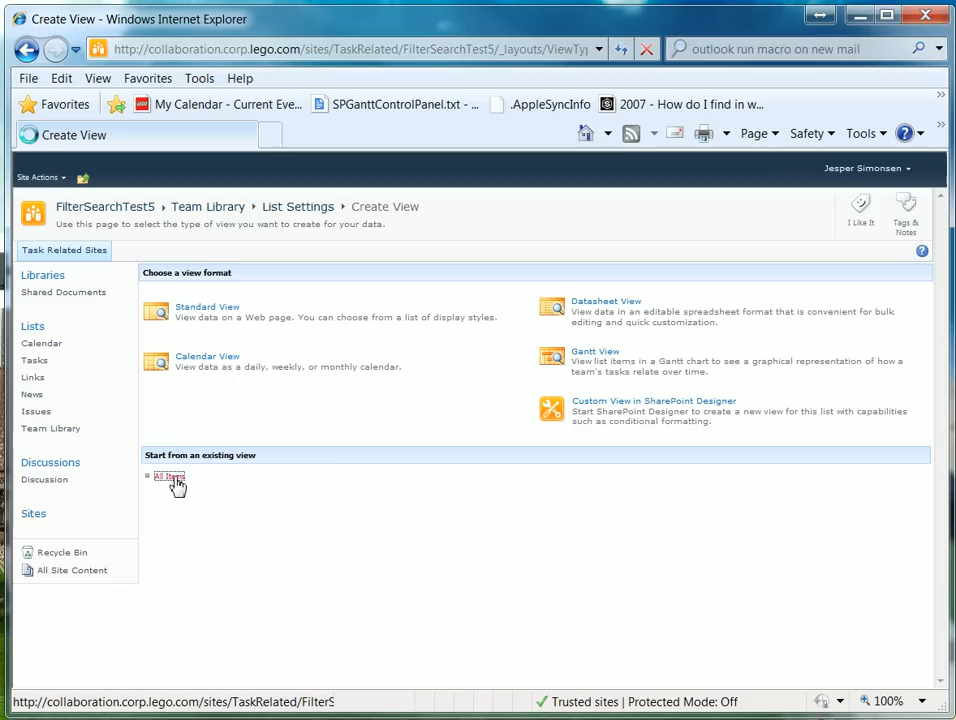 Create View - Windows Internet Explorer
http://collaboration.corp.lego.com/sites/TaskRelated/FilterSearchTest5/_layouts/ViewTyp
outlook run macro on new mail
File Edit View Favorites Tools Help
Favorites My Calendar - Current Eve... SPGanttControlPanel.txt - ... .AppleSyncInfo 2007 - How do I find in w...
Create View
Page Safety Tools
Jesper Simonsen
Site Actions
FilterSearchTest5 Team Library List Settings Create View
Use this page to select the type of view you want to create for your data.
I Like It
Tags & Notes
Task Related Sites
Libraries
Shared Documents
Lists
Calendar
Tasks
Links
News
Issues
Team Library
Discussions
Discussion
Sites
Recycle Bin
All Site Content
Choose a view format
Standard View
View data on a Web page. You can choose from a list of display styles.
Calendar View
View data as a daily, weekly, or monthly calendar.
Datasheet View
View data in an editable spreadsheet format that is convenient for bulk
editing and quick customization.
Gantt View
View list items in a Gantt chart to see a graphical representation of how a
team's tasks relate over time.
Custom View in SharePoint Designer
Start SharePoint Designer to create a new view for this list with capabilities
such as conditional formatting.
Start from an existing view
All Items
http://collaboration.corp.lego.com/sites/TaskRelated/FilterS
Trusted sites | Protected Mode: Off
100%